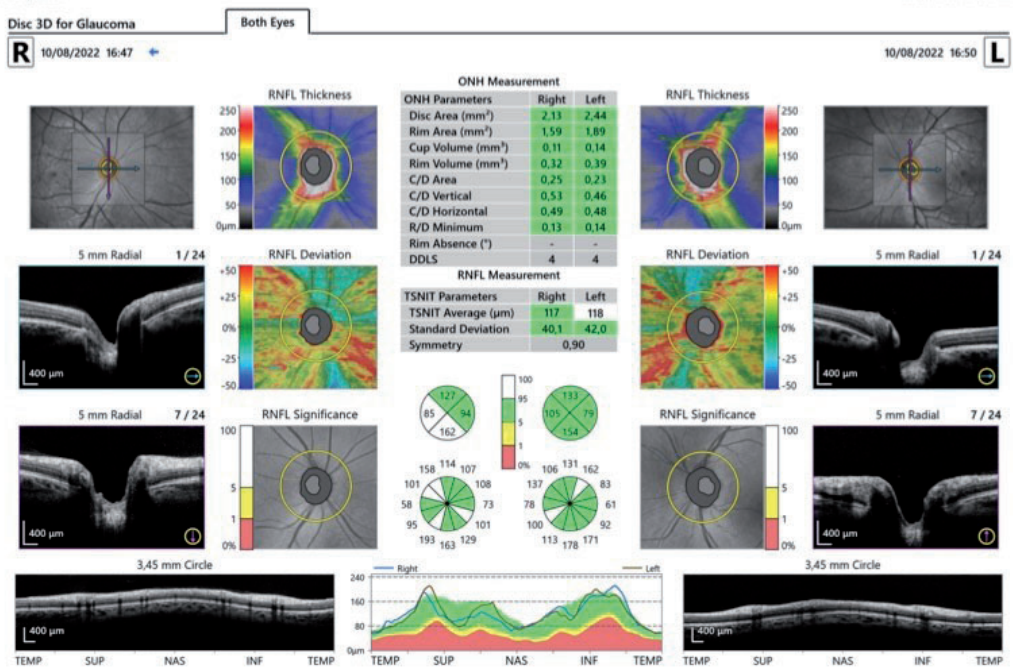 Disc 3D for Glaucoma
Both Eyes
R 10/08/2022 16:47
10/08/2022 16:50 L
RNFL Thickness
250
200
150
100
50
0µm
ONH Measurement
ONH Parameters Right Left
Disc Area (mm²) 2,13 2,44
Rim Area (mm²) 1,59 1,89
Cup Volume (mm³) 0,11 0,14
Rim Volume (mm³) 0,32 0,39
C/D Area 0,25 0,23
C/D Vertical 0,53 0,46
C/D Horizontal 0,49 0,48
R/D Minimum 0,13 0,14
Rim Absence (°) - -
DDLS 4 4
RNFL Thickness
250
200
150
100
50
0µm
5 mm Radial 1 / 24
400 µm
RNFL Deviation
+50
+25
0%
-25
-50
RNFL Measurement
TSNIT Parameters Right Left
TSNIT Average (µm) 117 118
Standard Deviation 40,1 42,0
Symmetry 0,90
RNFL Deviation
+50
+25
0%
-25
-50
5 mm Radial 1 / 24
400 µm
5 mm Radial 7 / 24
400 µm
RNFL Significance
100
5
1
0%
127
85 94
162
100
95
5
1
0%
133
105 79
154
158 114 107
101 108
58 73
95 101
193 163 129
106 131 162
137 83
78 61
100 92
113 178 171
RNFL Significance
100
5
1
0%
5 mm Radial 7 / 24
400 µm
3,45 mm Circle
400 µm
TEMP SUP NAS INF TEMP
Right Left
240
160
80
0µm
TEMP SUP NAS INF TEMP
3,45 mm Circle
400 µm
TEMP SUP NAS INF TEMP